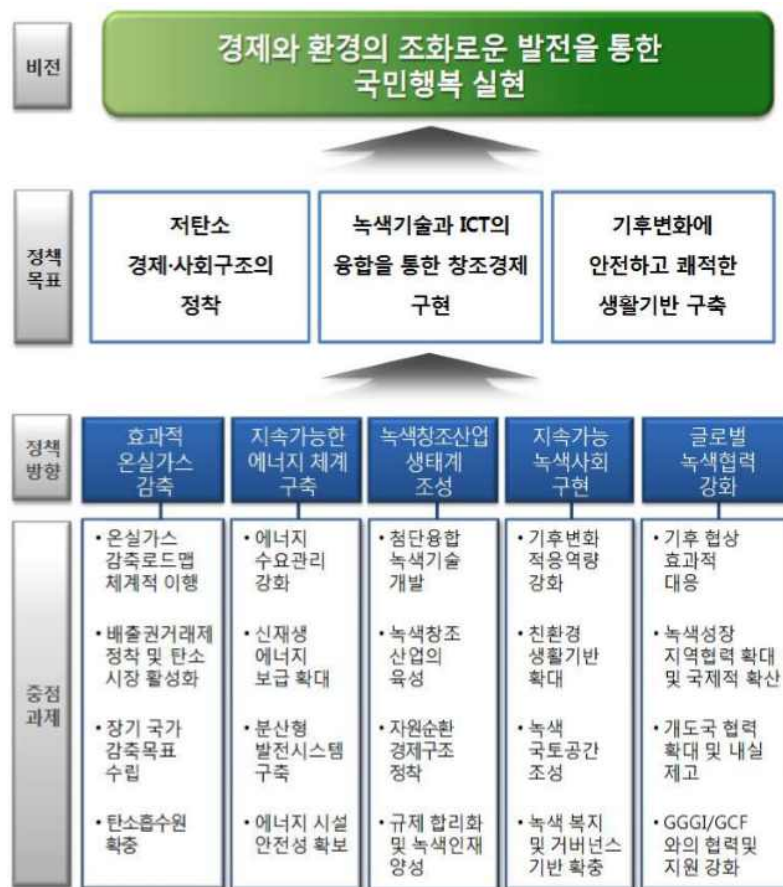 비전
경제와 환경의 조화로운 발전을 통한
국민행복 실현
정책
목표
저탄소
경제·사회구조의
정착
녹색기술과 ICT의
융합을 통한 창조경제
구현
기후변화에
안전하고 쾌적한
생활기반 구축
정책
방향
효과적
온실가스
감축
지속가능한
에너지 체계
구축
녹색창조산업
생태계
조성
지속가능
녹색사회
구현
글로벌
녹색협력
강화
중점
과제
• 온실가스
감축로드맵
체계적 이행
• 배출권거래제
정착 및 탄소
시장 활성화
• 장기 국가
감축목표
수립
• 탄소흡수원
확충
• 에너지
수요관리
강화
• 신재생
에너지
보급 확대
• 분산형
발전시스템
구축
• 에너지 시설
안전성 확보
• 첨단융합
녹색기술
개발
• 녹색창조
산업의
육성
• 자원순환
경제구조
정착
• 규제 합리화
및 녹색인재
양성
• 기후변화
적응역량
강화
• 친환경
생활기반
확대
• 녹색
국토공간
조성
• 녹색 복지
및 거버넌스
기반 확충
• 기후 협상
효과적
대응
• 녹색성장
지역협력 확대
및 국제적 확산
• 개도국 협력
확대 및 내실
제고
• GGGI/GCF
와의 협력및
지원 강화